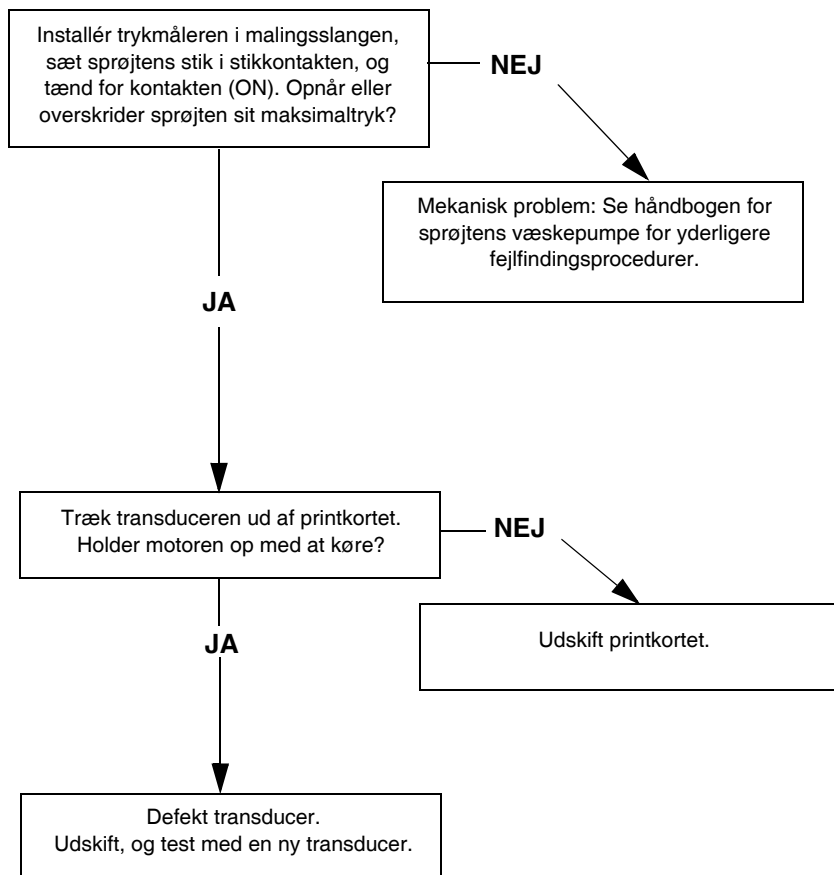 Installér trykmåleren i malingsslangen,
sæt sprøjtens stik i stikkontakten, og
tænd for kontakten (ON). Opnår eller
overskrider sprøjten sit maksimaltryk?
NEJ
Mekanisk problem: Se håndbogen for
sprøjtens væskepumpe for yderligere
fejlfindingsprocedurer.
JA
Træk transduceren ud af printkortet.
Holder motoren op med at køre?
NEJ
Udskift printkortet.
JA
Defekt transducer.
Udskift, og test med en ny transducer.